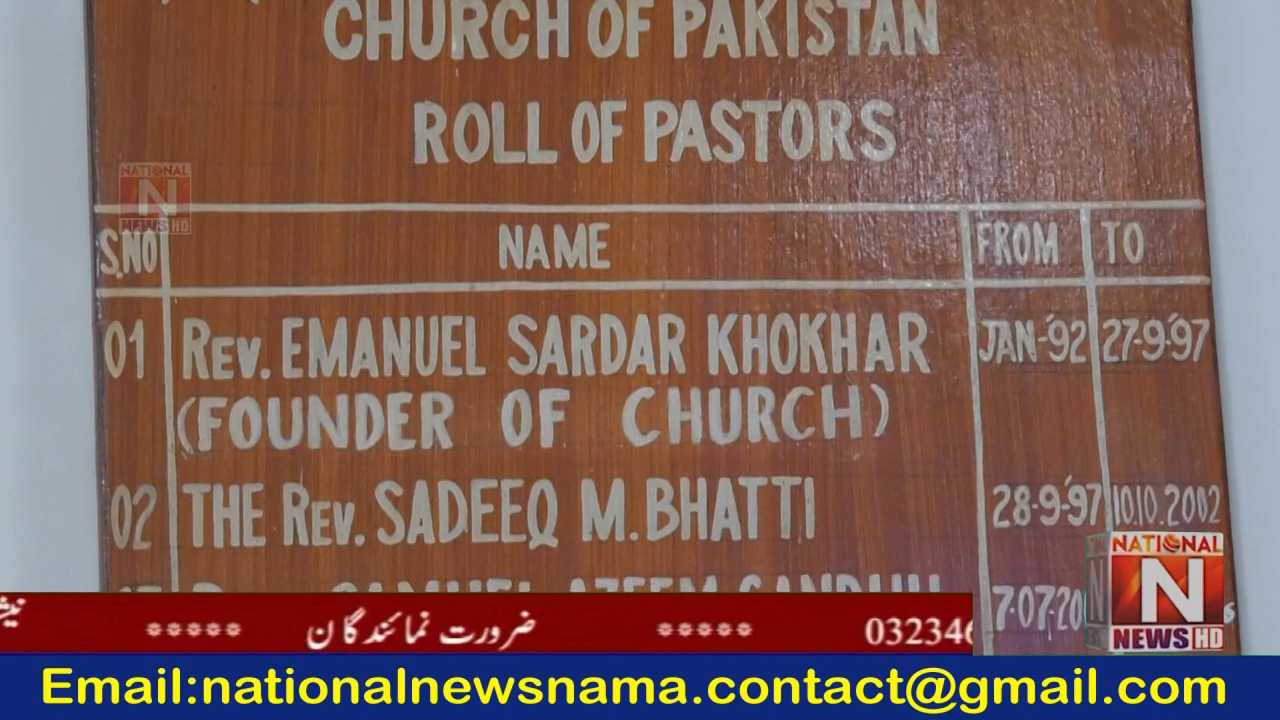 CHURCH OF PAKISTAN
ROLL OF PASTORS
NATIONAL
N
NEWS HD
S.NO NAME FROM TO
01 REV. EMANUEL SARDAR KHOKHAR JAN-'92 27-9-'97
(FOUNDER OF CHURCH)
02 THE REV. SADEEQ M. BHATTI 28-9-'97 10.10.2002
SAMUEL AZEEM
NATIONAL
N
NEWS HD
***** ضرورت نمائندگان *****
Email:nationalnewsnama.contact@gmail.com